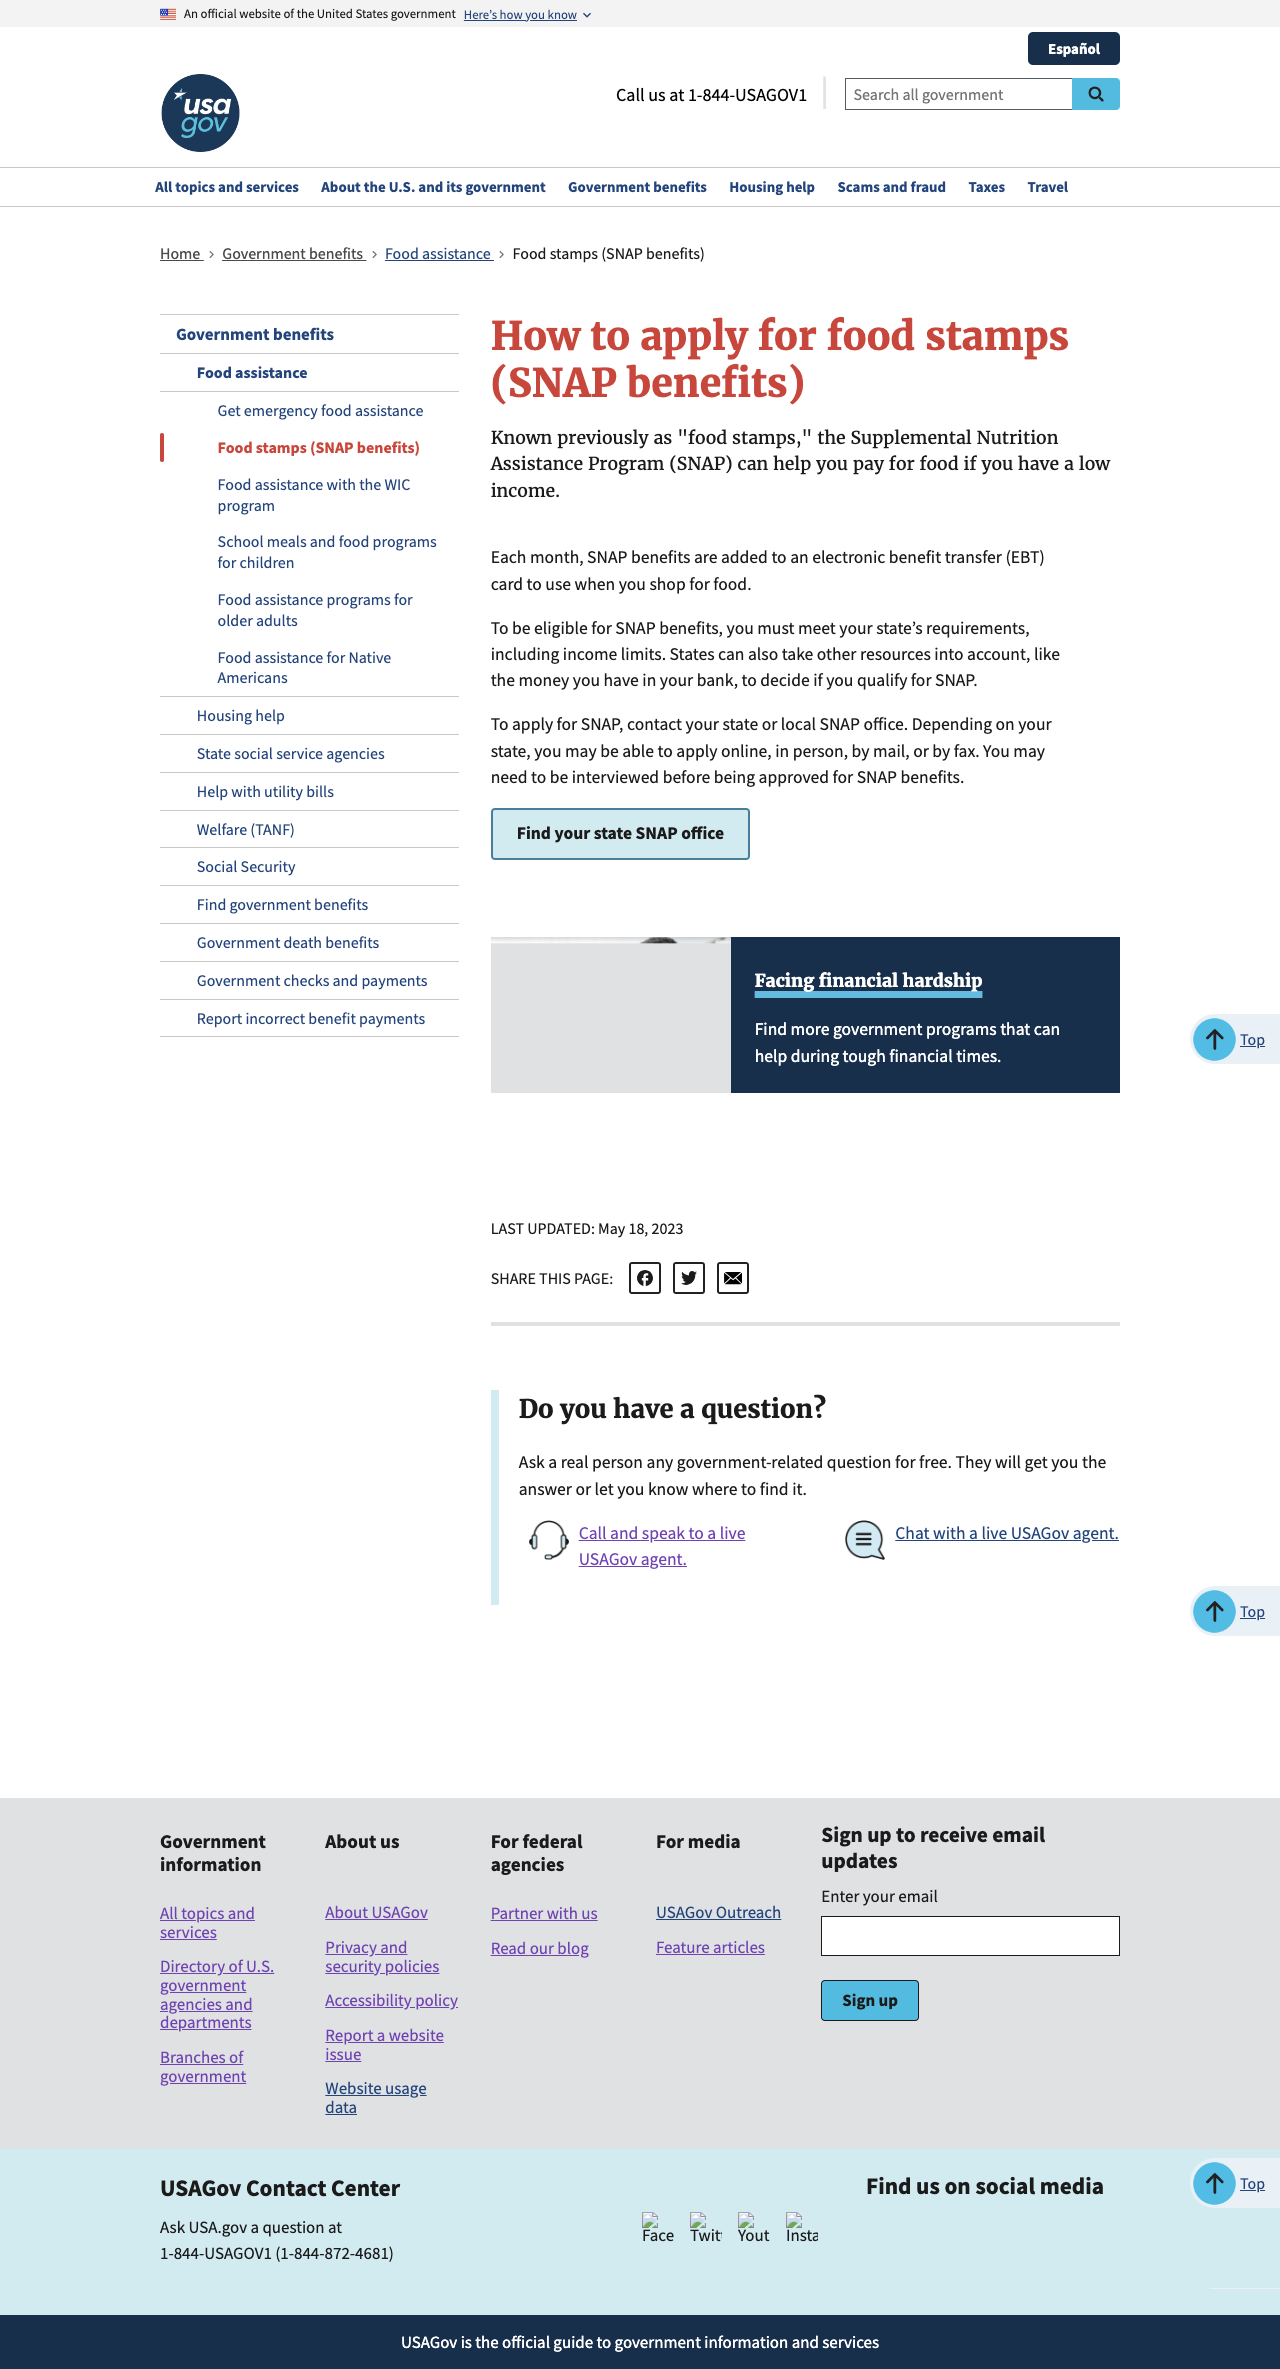 An official website of the United States government Here's how you know
Español
usa
gov
Call us at 1-844-USAGOV1
Search all government
All topics and services About the U.S. and its government Government benefits Housing help Scams and fraud Taxes Travel
Home Government benefits Food assistance Food stamps (SNAP benefits)
Government benefits
Food assistance
Get emergency food assistance
Food stamps (SNAP benefits)
Food assistance with the WIC
program
School meals and food programs
for children
Food assistance programs for
older adults
Food assistance for Native
Americans
Housing help
State social service agencies
Help with utility bills
Welfare (TANF)
Social Security
Find government benefits
Government death benefits
Government checks and payments
Report incorrect benefit payments
How to apply for food stamps
(SNAP benefits)
Known previously as "food stamps," the Supplemental Nutrition
Assistance Program (SNAP) can help you pay for food if you have a low
income.
Each month, SNAP benefits are added to an electronic benefit transfer (EBT)
card to use when you shop for food.
To be eligible for SNAP benefits, you must meet your state’s requirements,
including income limits. States can also take other resources into account, like
the money you have in your bank, to decide if you qualify for SNAP.
To apply for SNAP, contact your state or local SNAP office. Depending on your
state, you may be able to apply online, in person, by mail, or by fax. You may
need to be interviewed before being approved for SNAP benefits.
Find your state SNAP office
Facing financial hardship
Find more government programs that can
help during tough financial times.
Top
LAST UPDATED: May 18, 2023
SHARE THIS PAGE:
Do you have a question?
Ask a real person any government-related question for free. They will get you the
answer or let you know where to find it.
Call and speak to a live
USAGov agent.
Chat with a live USAGov agent.
Top
Government
information
All topics and
services
Directory of U.S.
government
agencies and
departments
Branches of
government
About us
About USAGov
Privacy and
security policies
Accessibility policy
Report a website
issue
Website usage
data
For federal
agencies
Partner with us
Read our blog
For media
USAGov Outreach
Feature articles
Sign up to receive email
updates
Enter your email
Sign up
USAGov Contact Center
Ask USA.gov a question at
1-844-USAGOV1 (1-844-872-4681)
Find us on social media
Face Twit Yout Insta
Top
USAGov is the official guide to government information and services